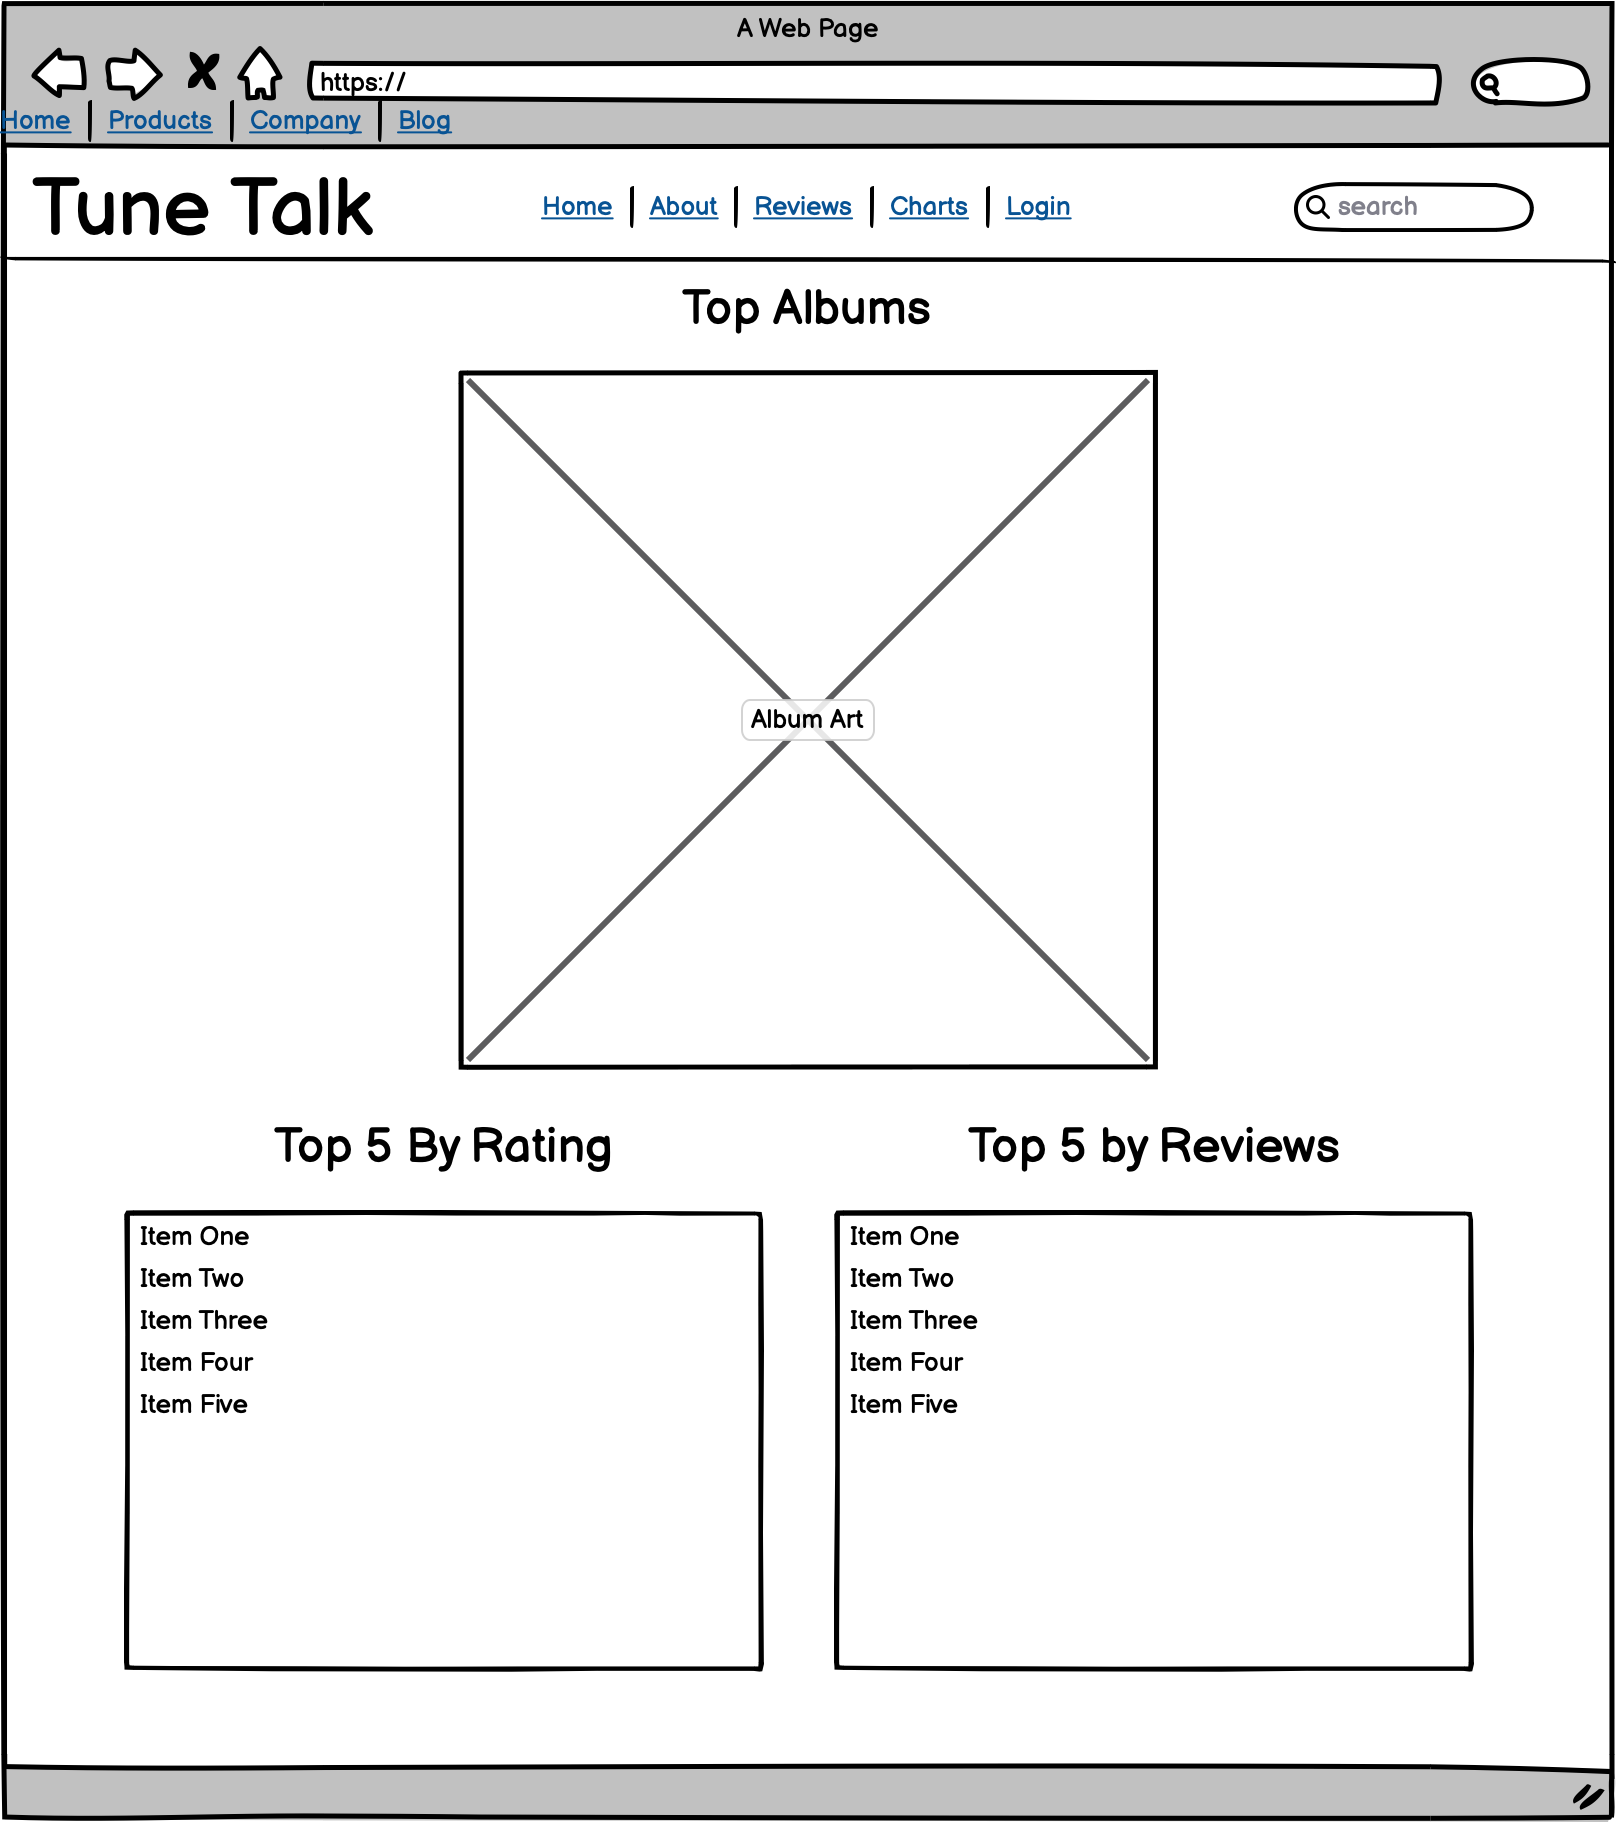 A Web Page
https://
Home Products Company Blog
Tune Talk
Home About Reviews Charts Login
search
Top Albums
Album Art
Top 5 By Rating
Item One
Item Two
Item Three
Item Four
Item Five
Top 5 by Reviews
Item One
Item Two
Item Three
Item Four
Item Five